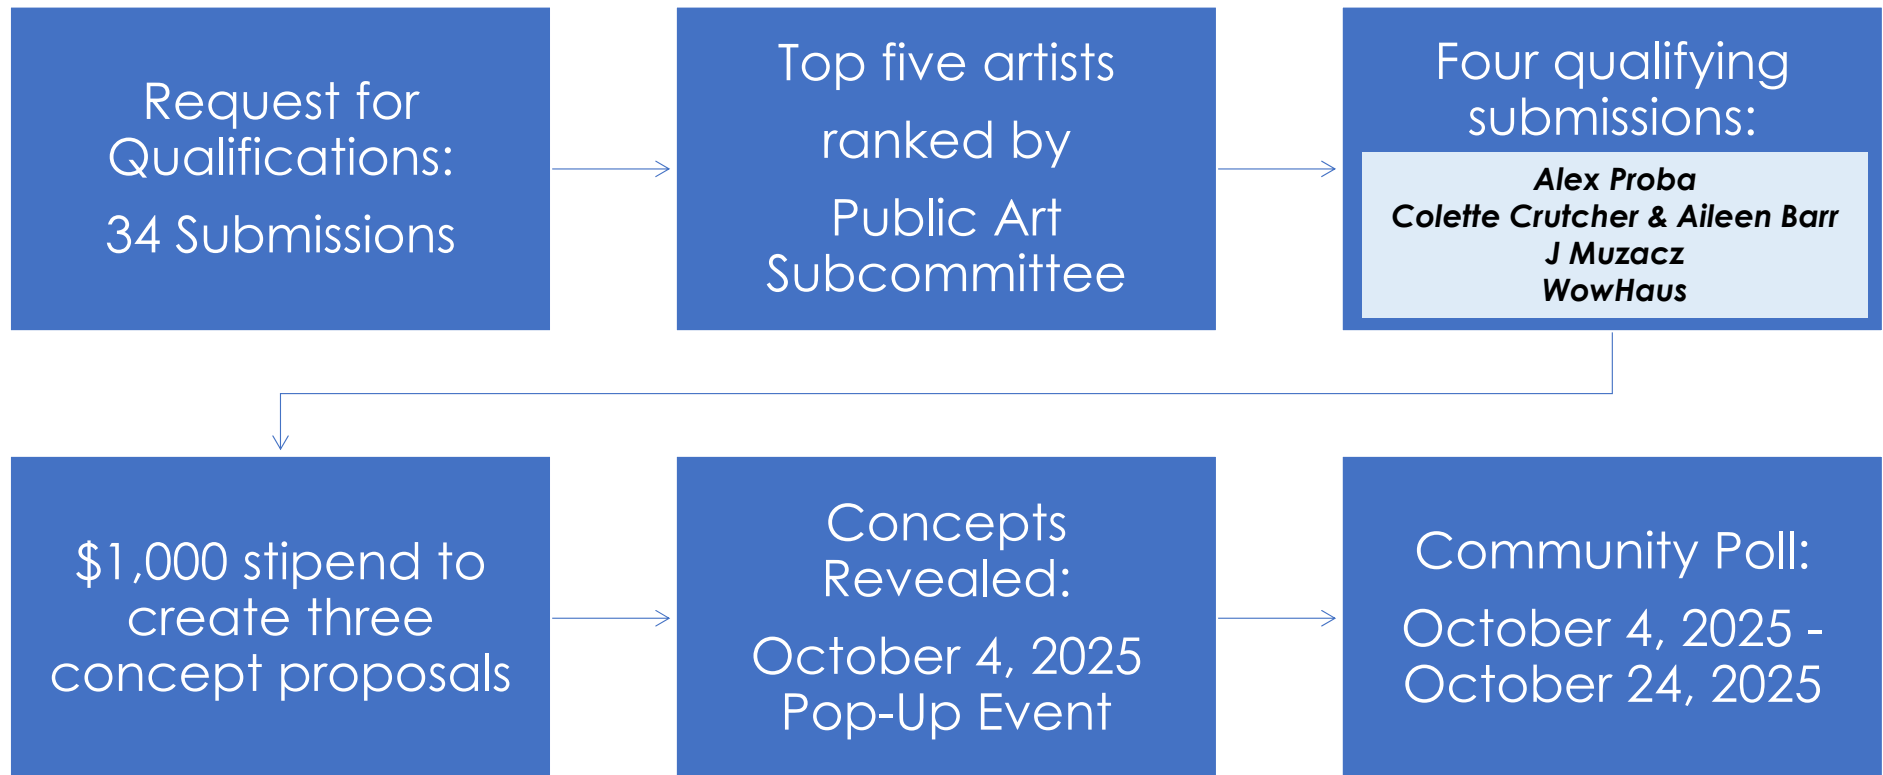 Request for
Qualifications:
34 Submissions
Top five artists
ranked by
Public Art
Subcommittee
Four qualifying
submissions:
Alex Proba
Colette Crutcher & Aileen Barr
J Muzacz
WowHaus
$1,000 stipend to
create three
concept proposals
Concepts
Revealed:
October 4, 2025
Pop-Up Event
Community Poll:
October 4, 2025 -
October 24, 2025